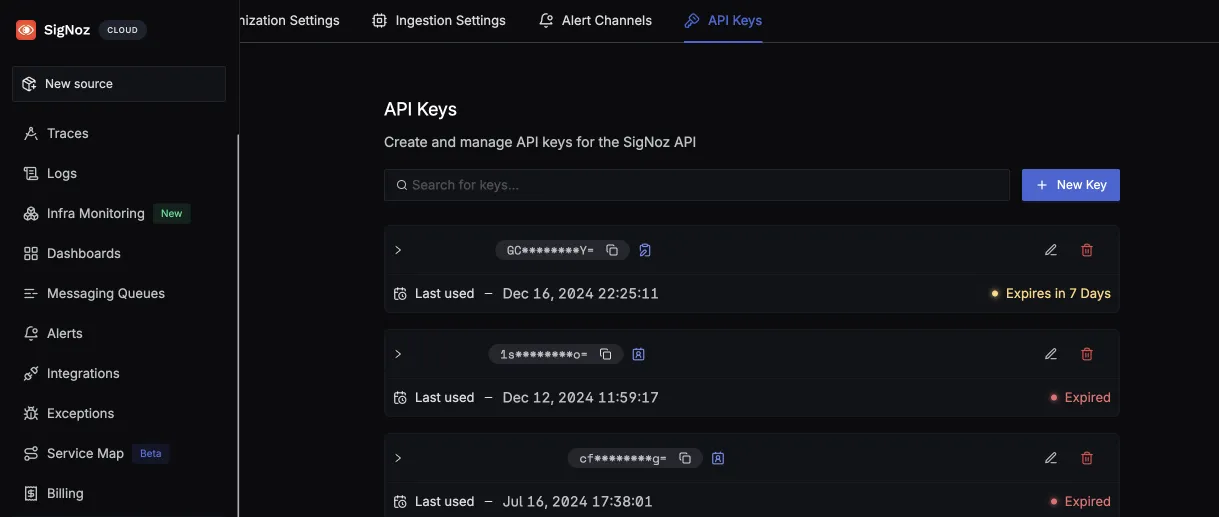 SigNoz CLOUD
New source
Traces
Logs
Infra Monitoring New
Dashboards
Messaging Queues
Alerts
Integrations
Exceptions
Service Map Beta
Billing
nization Settings
Ingestion Settings
Alert Channels
API Keys
API Keys
Create and manage API keys for the SigNoz API
Search for keys...
+ New Key
GC********Y=
Last used — Dec 16, 2024 22:25:11
Expires in 7 Days
1s********o=
Last used — Dec 12, 2024 11:59:17
Expired
cf********g=
Last used — Jul 16, 2024 17:38:01
Expired